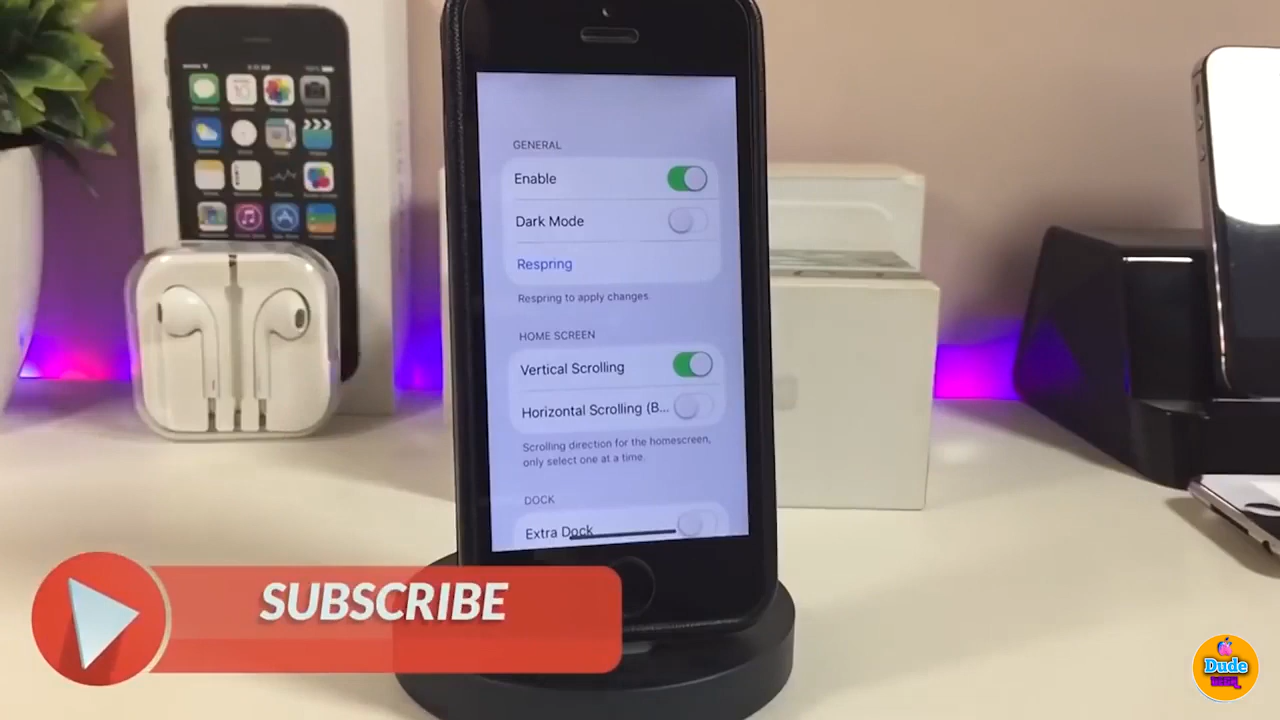 GENERAL
Enable
Dark Mode
Respring
Respring to apply changes.
HOME SCREEN
Vertical Scrolling
Horizontal Scrolling (B...
Scrolling direction for the homescreen,
only select one at a time.
DOCK
Extra Dock
SUBSCRIBE
Dude